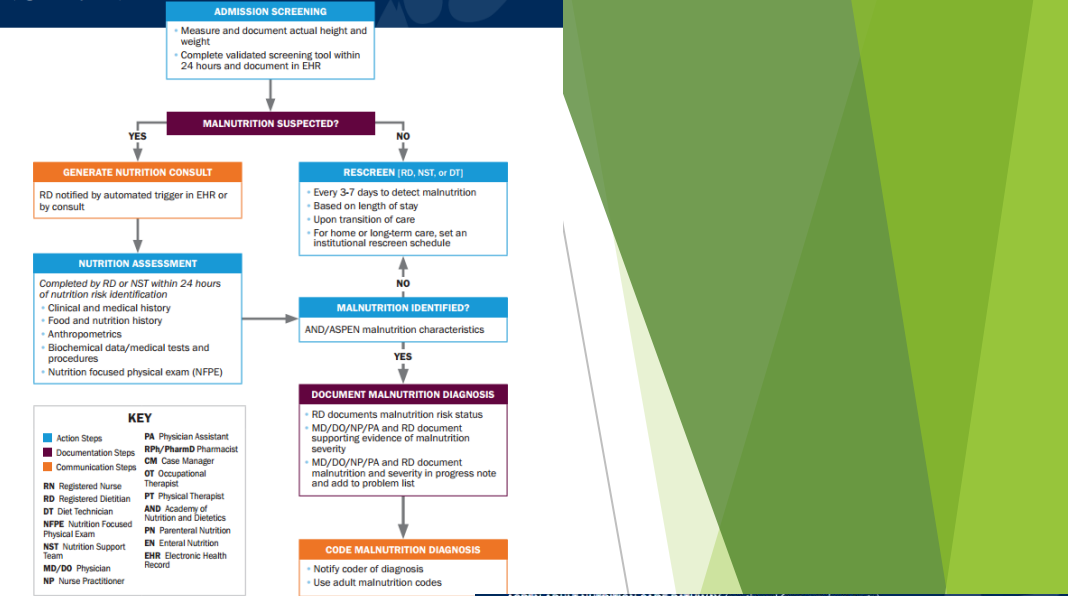 ADMISSION SCREENING
• Measure and document actual height and
weight
• Complete validated screening tool within
24 hours and document in EHR
MALNUTRITION SUSPECTED?
YES
NO
GENERATE NUTRITION CONSULT
RD notified by automated trigger in EHR or
by consult
RESCREEN [RD, NST, or DT]
• Every 3-7 days to detect malnutrition
• Based on length of stay
• Upon transition of care
• For home or long-term care, set an
institutional rescreen schedule
NUTRITION ASSESSMENT
Completed by RD or NST within 24 hours
of nutrition risk identification
• Clinical and medical history
• Food and nutrition history
• Anthropometrics
• Biochemical data/medical tests and
procedures
• Nutrition focused physical exam (NFPE)
NO
MALNUTRITION IDENTIFIED?
AND/ASPEN malnutrition characteristics
YES
DOCUMENT MALNUTRITION DIAGNOSIS
• RD documents malnutrition risk status
• MD/DO/NP/PA and RD document
supporting evidence of malnutrition
severity
• MD/DO/NP/PA and RD document
malnutrition and severity in progress note
and add to problem list
CODE MALNUTRITION DIAGNOSIS
• Notify coder of diagnosis
• Use adult malnutrition codes
KEY
Action Steps
Documentation Steps
Communication Steps
RN Registered Nurse
RD Registered Dietitian
DT Diet Technician
NFPE Nutrition Focused
Physical Exam
NST Nutrition Support
Team
MD/DO Physician
NP Nurse Practitioner
PA Physician Assistant
RPh/PharmD Pharmacist
CM Case Manager
OT Occupational
Therapist
PT Physical Therapist
AND Academy of
Nutrition and Dietetics
PN Parenteral Nutrition
EN Enteral Nutrition
EHR Electronic Health
Record